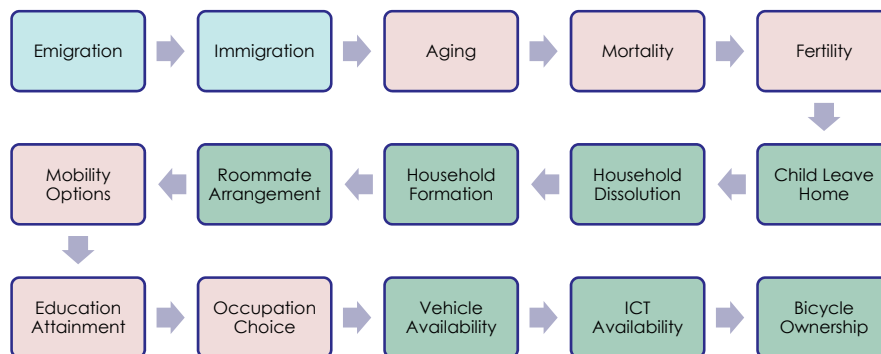 Emigration
Immigration
Aging
Mortality
Fertility
Mobility
Options
Roommate
Arrangement
Household
Formation
Household
Dissolution
Child Leave
Home
Education
Attainment
Occupation
Choice
Vehicle
Availability
ICT
Availability
Bicycle
Ownership